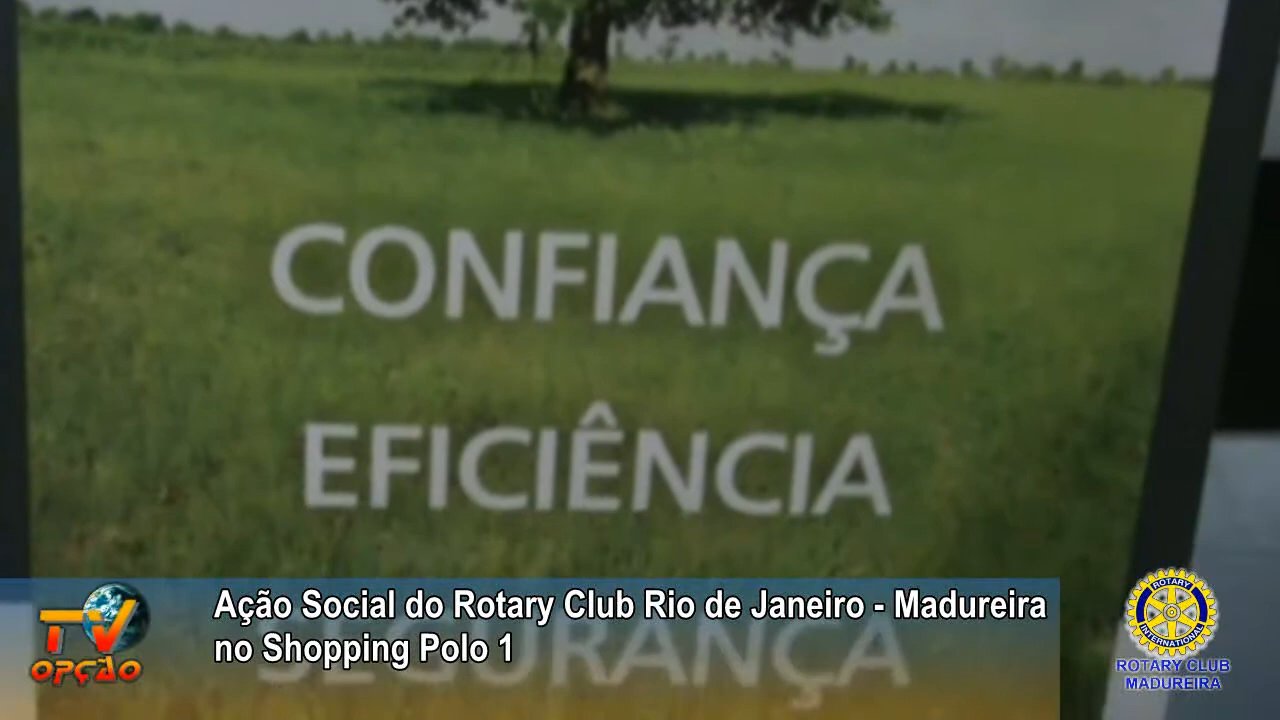 CONFIANÇA
EFICIÊNCIA
SEGURANÇA
Ação Social do Rotary Club Rio de Janeiro - Madureira
no Shopping Polo 1
TV
OPÇÃO
ROTARY
INTERNATIONAL
ROTARY CLUB
MADUREIRA